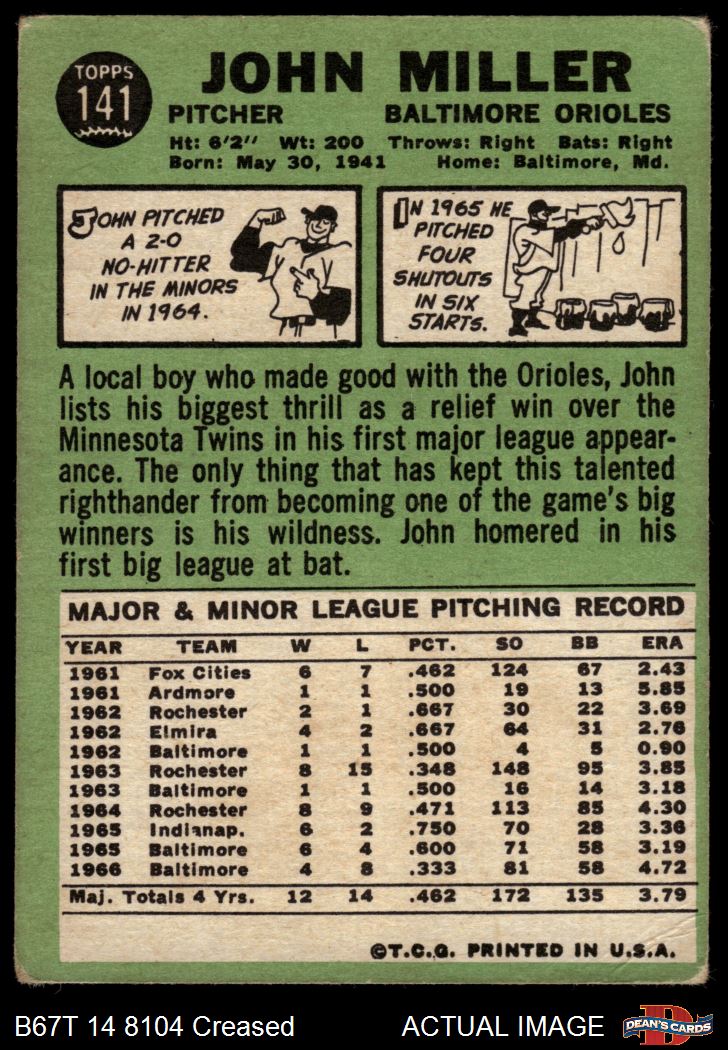 TOPPS
141
JOHN MILLER
PITCHER BALTIMORE ORIOLES
Ht: 6'2" Wt: 200 Throws: Right Bats: Right
Born: May 30, 1941 Home: Baltimore, Md.
JOHN PITCHED
A 2-0
NO-HITTER
IN THE MINORS
IN 1964.
IN 1965 HE
PITCHED
FOUR
SHUTOUTS
IN SIX
STARTS.
A local boy who made good with the Orioles, John
lists his biggest thrill as a relief win over the
Minnesota Twins in his first major league appear-
ance. The only thing that has kept this talented
righthander from becoming one of the game's big
winners is his wildness. John homered in his
first big league at bat.
MAJOR & MINOR LEAGUE PITCHING RECORD
YEAR TEAM W L PCT. SO BB ERA
1961 Fox Cities 6 7 .462 124 67 2.43
1961 Ardmore 1 1 .500 19 13 5.85
1962 Rochester 2 1 .667 30 22 3.69
1962 Elmira 4 2 .667 64 31 2.76
1962 Baltimore 1 1 .500 4 5 0.90
1963 Rochester 8 15 .348 148 95 3.85
1963 Baltimore 1 1 .500 16 14 3.18
1964 Rochester 8 9 .471 113 85 4.30
1965 Indianap. 6 2 .750 70 28 3.36
1965 Baltimore 6 4 .600 71 58 3.19
1966 Baltimore 4 8 .333 81 58 4.72
Maj. Totals 4 Yrs. 12 14 .462 172 135 3.79
©T.C.G. PRINTED IN U.S.A.
B67T 14 8104 Creased ACTUAL IMAGE
D
DEAN'S CARDS